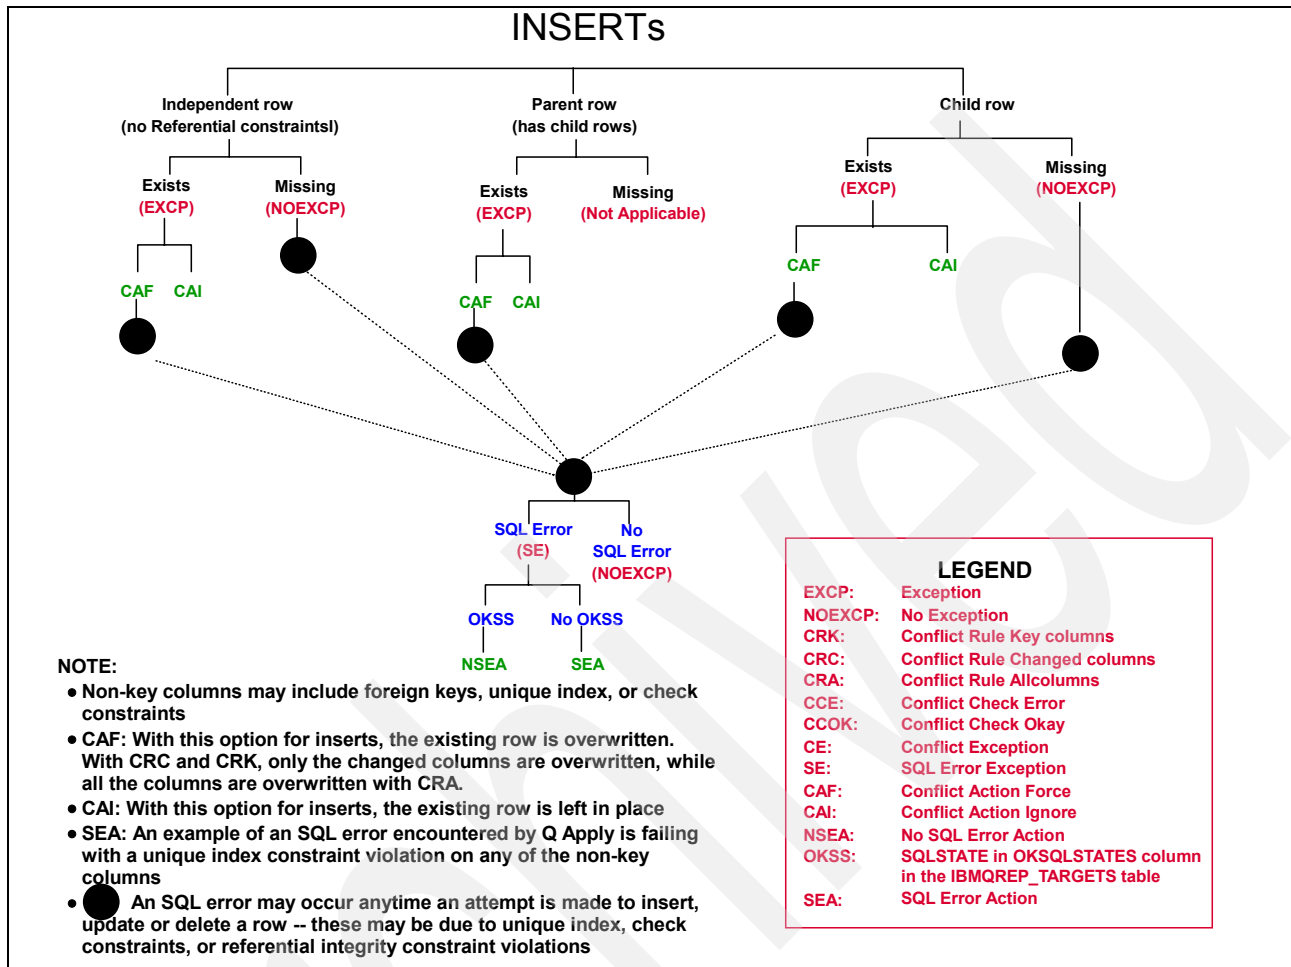 INSERTs
Independent row
(no Referential constraintsl)
Parent row
(has child rows)
Child row
Exists
(EXCP)
Missing
(NOEXCP)
Exists
(EXCP)
Missing
(Not Applicable)
Exists
(EXCP)
Missing
(NOEXCP)
CAF
CAI
CAF
CAI
CAF
CAI
SQL Error
(SE)
No
SQL Error
(NOEXCP)
OKSS
No OKSS
NSEA
SEA
NOTE:
● Non-key columns may include foreign keys, unique index, or check
constraints
● CAF: With this option for inserts, the existing row is overwritten.
With CRC and CRK, only the changed columns are overwritten, while
all the columns are overwritten with CRA.
● CAI: With this option for inserts, the existing row is left in place
● SEA: An example of an SQL error encountered by Q Apply is failing
with a unique index constraint violation on any of the non-key
columns
● An SQL error may occur anytime an attempt is made to insert,
update or delete a row -- these may be due to unique index, check
constraints, or referential integrity constraint violations
LEGEND
EXCP: Exception
NOEXCP: No Exception
CRK: Conflict Rule Key columns
CRC: Conflict Rule Changed columns
CRA: Conflict Rule Allcolumns
CCE: Conflict Check Error
CCOK: Conflict Check Okay
CE: Conflict Exception
SE: SQL Error Exception
CAF: Conflict Action Force
CAI: Conflict Action Ignore
NSEA: No SQL Error Action
OKSS: SQLSTATE in OKSQLSTATES column
in the IBMQREP_TARGETS table
SEA: SQL Error Action
hived